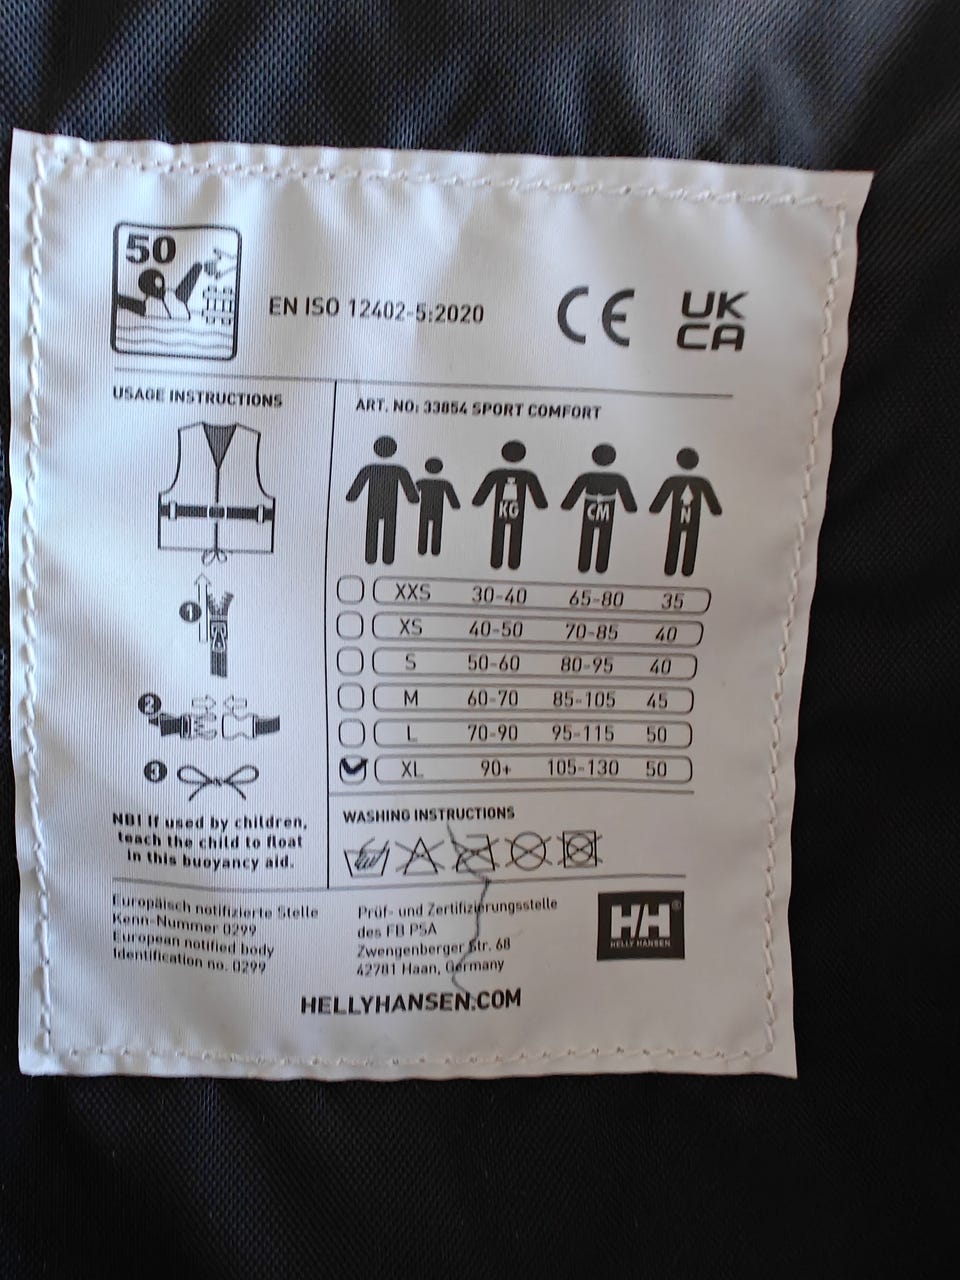 50
EN ISO 12402-5:2020
CE
UK
CA
USAGE INSTRUCTIONS
1
2
3
NB! If used by children,
teach the child to float
in this buoyancy aid.
ART. NO: 33854 SPORT COMFORT
KG CM N
XXS 30-40 65-80 35
XS 40-50 70-85 40
S 50-60 80-95 40
M 60-70 85-105 45
L 70-90 95-115 50
XL 90+ 105-130 50
WASHING INSTRUCTIONS
Europäisch notifizierte Stelle
Kenn-Nummer 0299
European notified body
Identification no. 0299
Prüf- und Zertifizierungsstelle
des FB PSA
Zwengenberger Str. 68
42781 Haan, Germany
HH®
HELLY HANSEN
HELLYHANSEN.COM